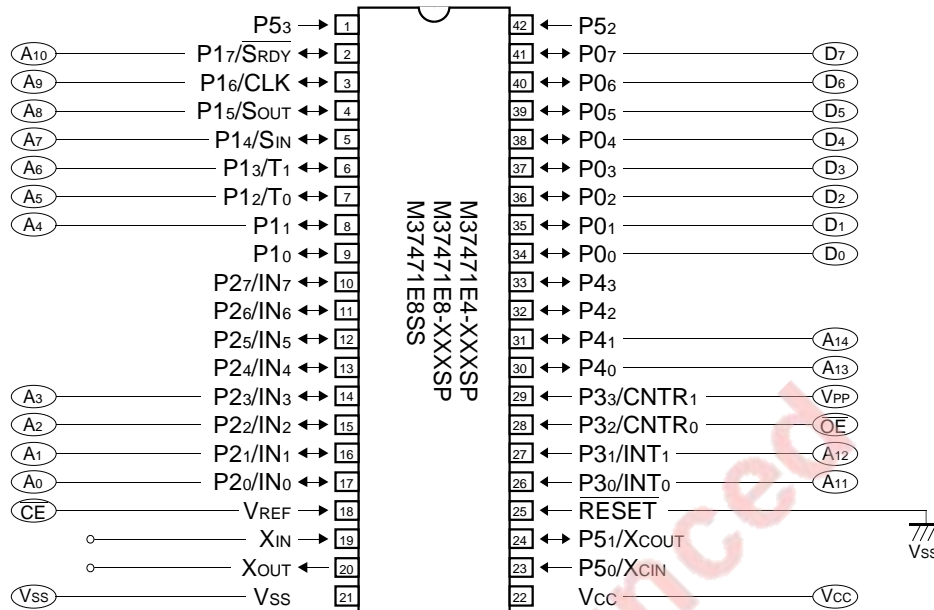 P53 1 42 P52
A10 P17/SRDY 2 41 P07 D7
A9 P16/CLK 3 40 P06 D6
A8 P15/SOUT 4 39 P05 D5
A7 P14/SIN 5 38 P04 D4
A6 P13/T1 6 37 P03 D3
A5 P12/T0 7 36 P02 D2
A4 P11 8 35 P01 D1
P10 9 34 P00 D0
P27/IN7 10 33 P43
P26/IN6 11 32 P42
P25/IN5 12 31 P41 A14
P24/IN4 13 30 P40 A13
A3 P23/IN3 14 29 P33/CNTR1 VPP
A2 P22/IN2 15 28 P32/CNTR0 OE
A1 P21/IN1 16 27 P31/INT1 A12
A0 P20/IN0 17 26 P30/INT0 A11
CE VREF 18 25 RESET
XIN 19 24 P51/XCOUT VSS
XOUT 20 23 P50/XCIN
VSS VSS 21 22 VCC VCC
M37471E4-XXXSP
M37471E8-XXXSP
M37471E8SS